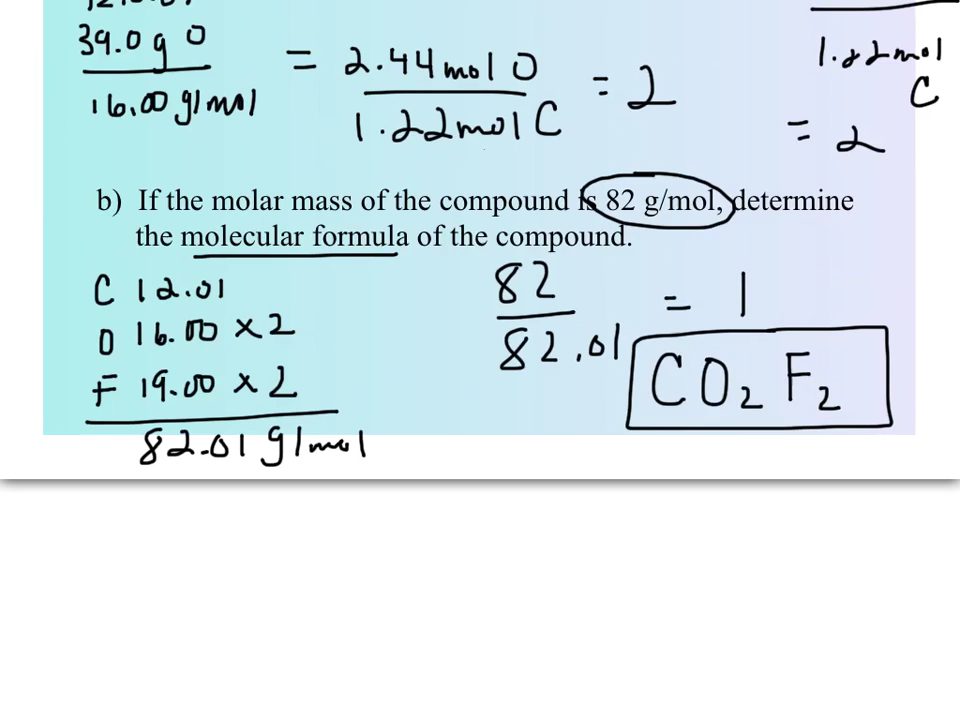 39.0 g O
16.00 g/mol
= 2.44 mol O
1.22 mol C
= 2
1.22 mol
C
= 2
b) If the molar mass of the compound is 82 g/mol, determine
the molecular formula of the compound.
C 12.01
O 16.00 x 2
F 19.00 x 2
82.01 g/mol
82
82.01
= 1
CO₂F₂